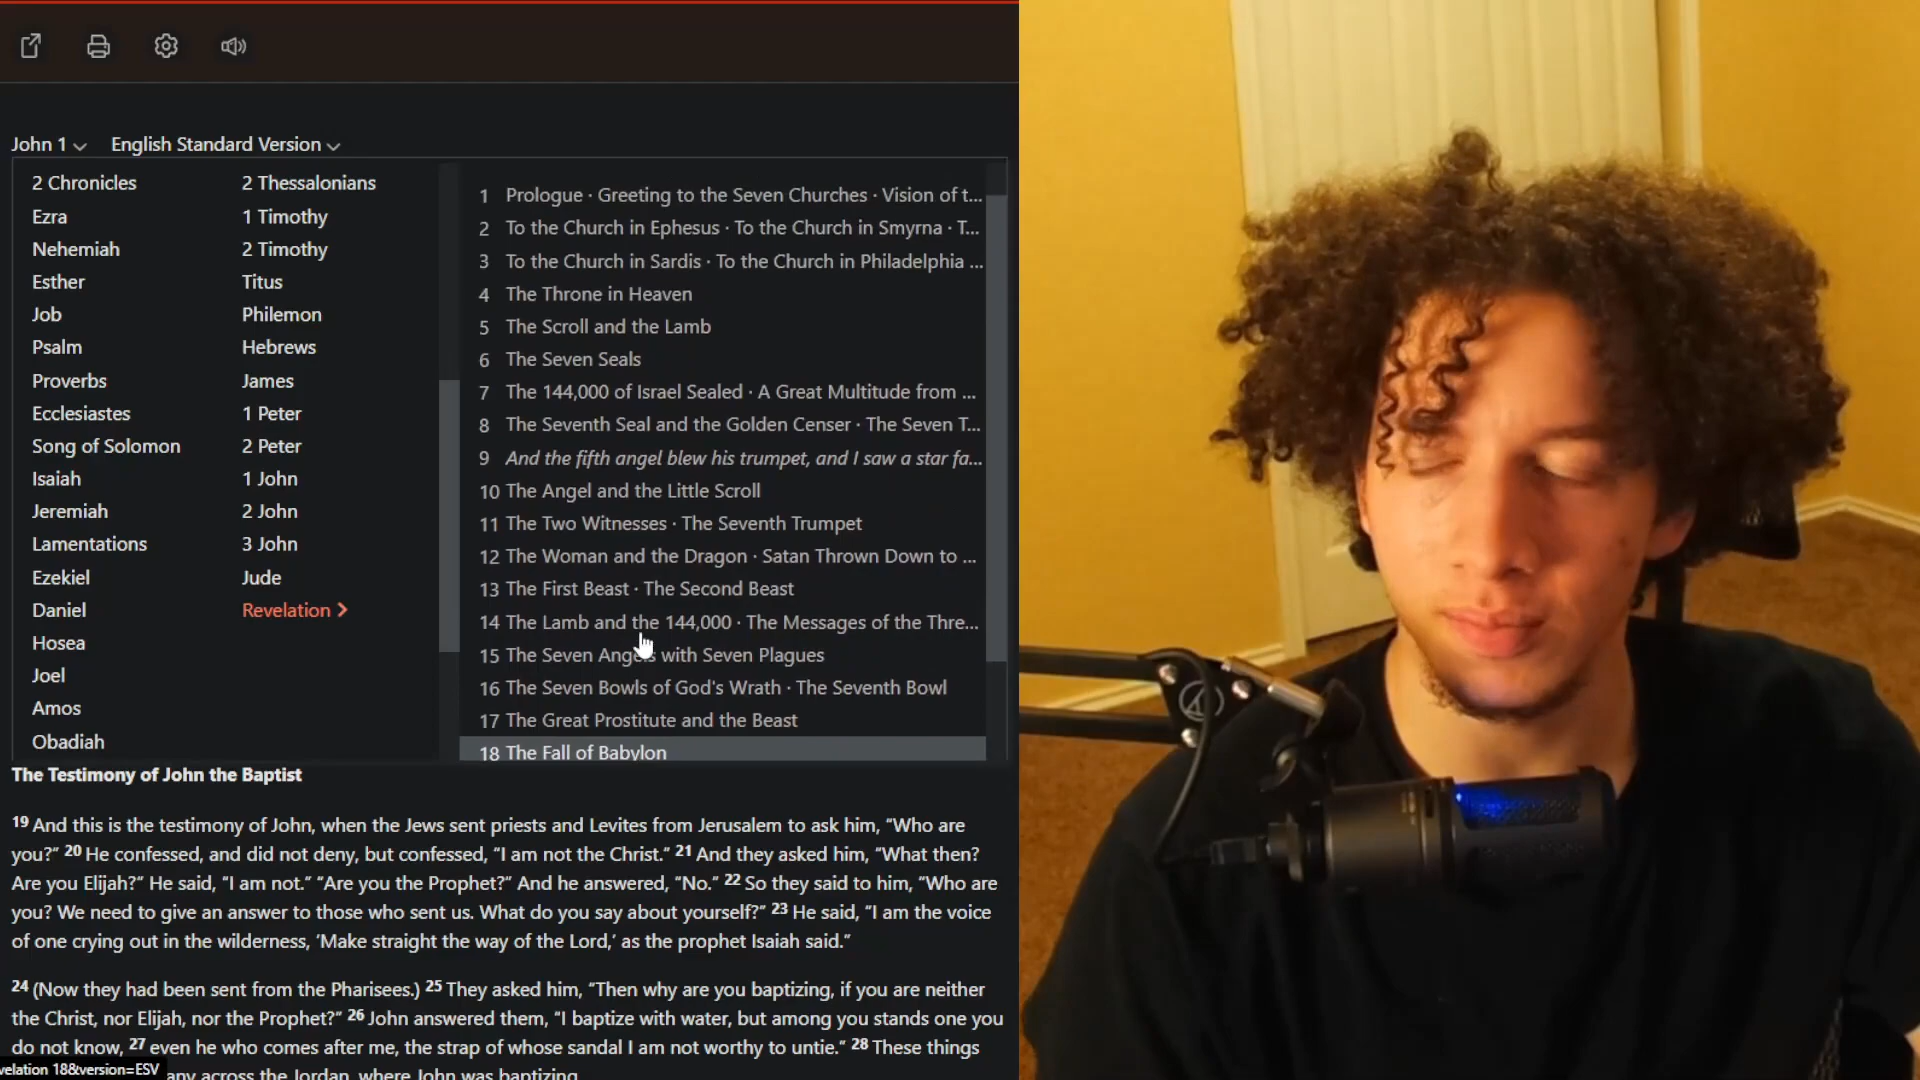 John 1 English Standard Version
2 Chronicles
Ezra
Nehemiah
Esther
Job
Psalm
Proverbs
Ecclesiastes
Song of Solomon
Isaiah
Jeremiah
Lamentations
Ezekiel
Daniel
Hosea
Joel
Amos
Obadiah
2 Thessalonians
1 Timothy
2 Timothy
Titus
Philemon
Hebrews
James
1 Peter
2 Peter
1 John
2 John
3 John
Jude
Revelation
1 Prologue · Greeting to the Seven Churches · Vision of t...
2 To the Church in Ephesus · To the Church in Smyrna · T...
3 To the Church in Sardis · To the Church in Philadelphia ...
4 The Throne in Heaven
5 The Scroll and the Lamb
6 The Seven Seals
7 The 144,000 of Israel Sealed · A Great Multitude from ...
8 The Seventh Seal and the Golden Censer · The Seven T...
9 And the fifth angel blew his trumpet, and I saw a star fa...
10 The Angel and the Little Scroll
11 The Two Witnesses · The Seventh Trumpet
12 The Woman and the Dragon · Satan Thrown Down to ...
13 The First Beast · The Second Beast
14 The Lamb and the 144,000 · The Messages of the Thre...
15 The Seven Angels with Seven Plagues
16 The Seven Bowls of God's Wrath · The Seventh Bowl
17 The Great Prostitute and the Beast
18 The Fall of Babylon
The Testimony of John the Baptist
19 And this is the testimony of John, when the Jews sent priests and Levites from Jerusalem to ask him, “Who are
you?” 20 He confessed, and did not deny, but confessed, “I am not the Christ.” 21 And they asked him, “What then?
Are you Elijah?” He said, “I am not.” “Are you the Prophet?” And he answered, “No.” 22 So they said to him, “Who are
you? We need to give an answer to those who sent us. What do you say about yourself?” 23 He said, “I am the voice
of one crying out in the wilderness, ‘Make straight the way of the Lord,’ as the prophet Isaiah said.”
24 (Now they had been sent from the Pharisees.) 25 They asked him, “Then why are you baptizing, if you are neither
the Christ, nor Elijah, nor the Prophet?” 26 John answered them, “I baptize with water, but among you stands one you
do not know, 27 even he who comes after me, the strap of whose sandal I am not worthy to untie.” 28 These things
velation 18&version=ESV any across the Jordan, where John was baptizing.